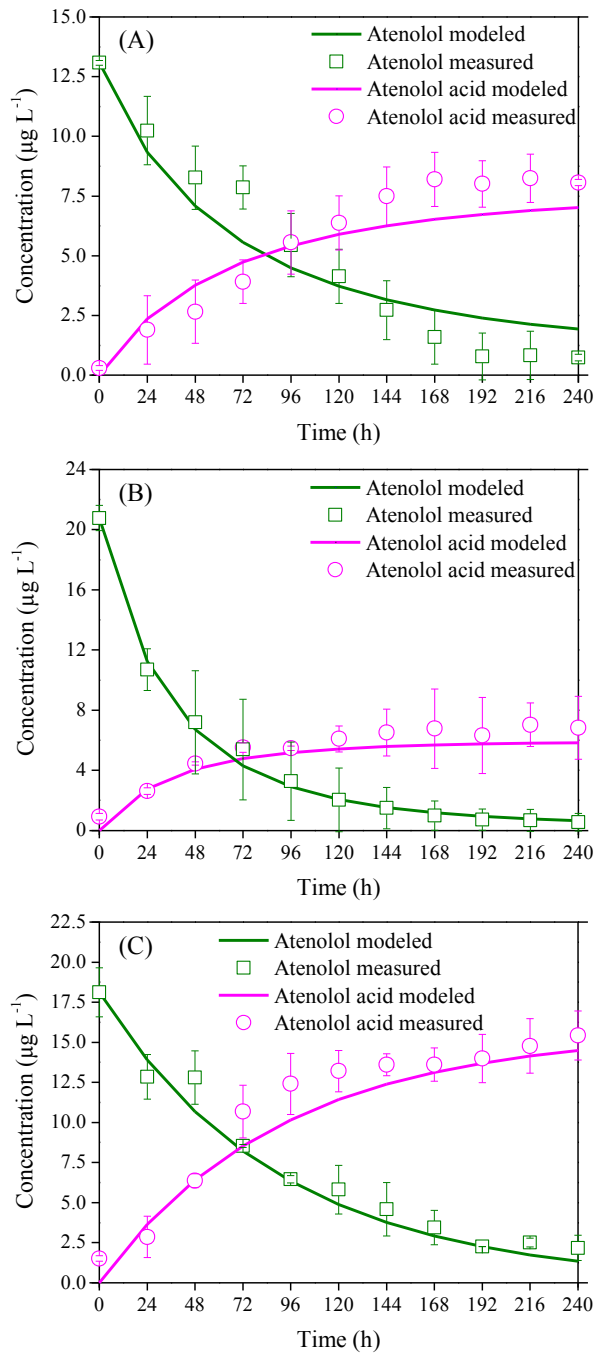 (A)
Atenolol modeled
Atenolol measured
Atenolol acid modeled
Atenolol acid measured
15.0
12.5
10.0
7.5
5.0
2.5
0.0
Concentration (µg L⁻¹)
0 24 48 72 96 120 144 168 192 216 240
Time (h)
(B)
Atenolol modeled
Atenolol measured
Atenolol acid modeled
Atenolol acid measured
24
20
16
12
8
4
0
Concentration (µg L⁻¹)
0 24 48 72 96 120 144 168 192 216 240
Time (h)
(C)
Atenolol modeled
Atenolol measured
Atenolol acid modeled
Atenolol acid measured
22.5
20.0
17.5
15.0
12.5
10.0
7.5
5.0
2.5
0.0
Concentration (µg L⁻¹)
0 24 48 72 96 120 144 168 192 216 240
Time (h)